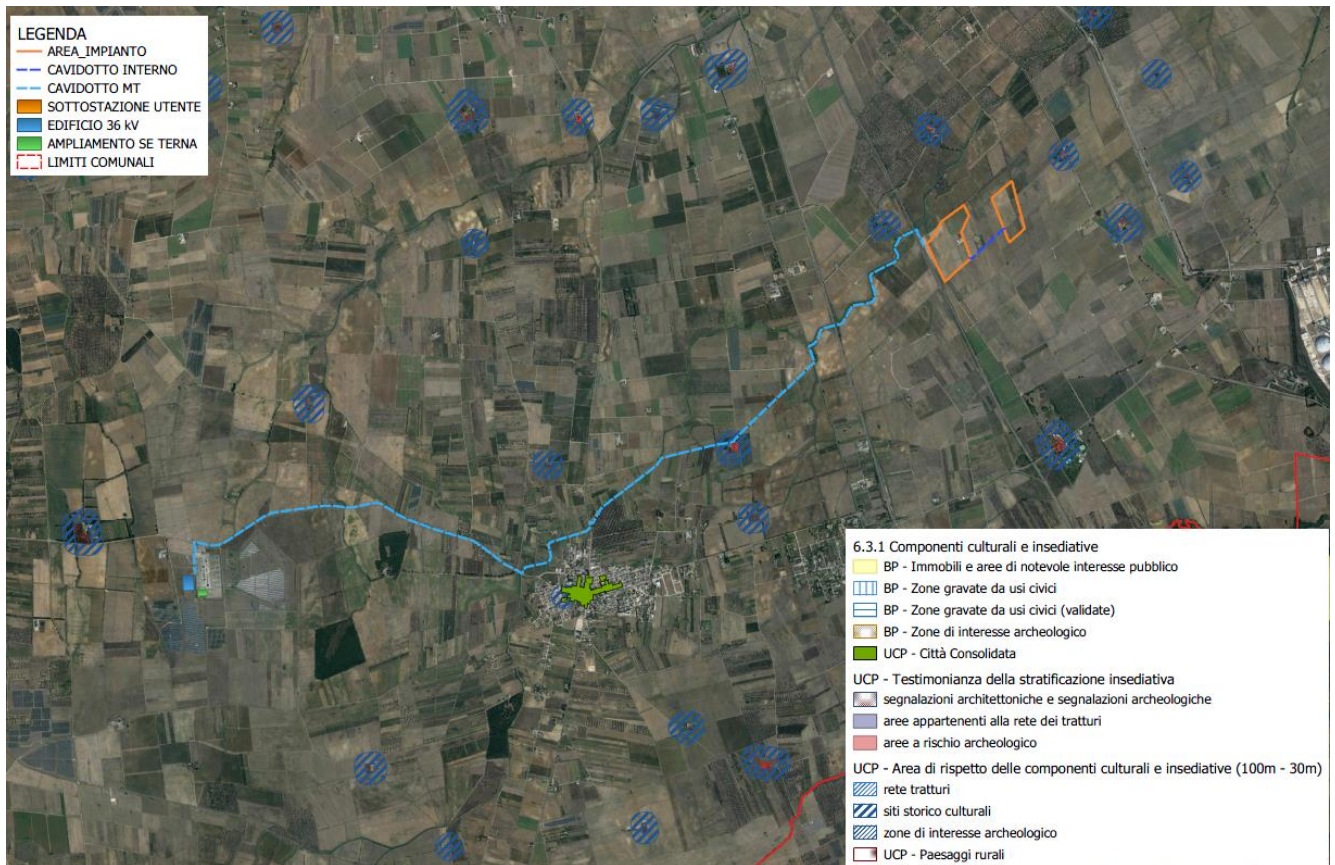 LEGENDA
AREA_IMPIANTO
CAVIDOTTO INTERNO
CAVIDOTTO MT
SOTTOSTAZIONE UTENTE
EDIFICIO 36 kV
AMPLIAMENTO SE TERNA
LIMITI COMUNALI
6.3.1 Componenti culturali e insediative
BP - Immobili e aree di notevole interesse pubblico
BP - Zone gravate da usi civici
BP - Zone gravate da usi civici (validate)
BP - Zone di interesse archeologico
UCP - Città Consolidata
UCP - Testimonianza della stratificazione insediativa
segnalazioni architettoniche e segnalazioni archeologiche
aree appartenenti alla rete dei tratturi
aree a rischio archeologico
UCP - Area di rispetto delle componenti culturali e insediative (100m - 30m)
rete tratturi
siti storico culturali
zone di interesse archeologico
UCP - Paesaggi rurali